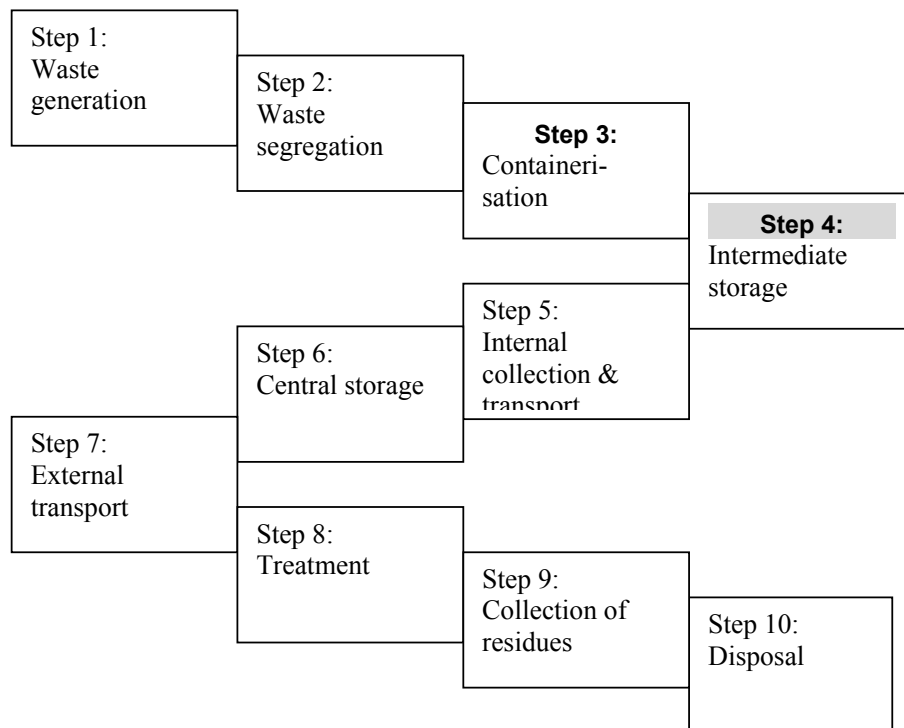 Step 1:
Waste
generation
Step 2:
Waste
segregation
Step 3:
Containeri-
sation
Step 4:
Intermediate
storage
Step 5:
Internal
collection &
transport
Step 6:
Central storage
Step 7:
External
transport
Step 8:
Treatment
Step 9:
Collection of
residues
Step 10:
Disposal